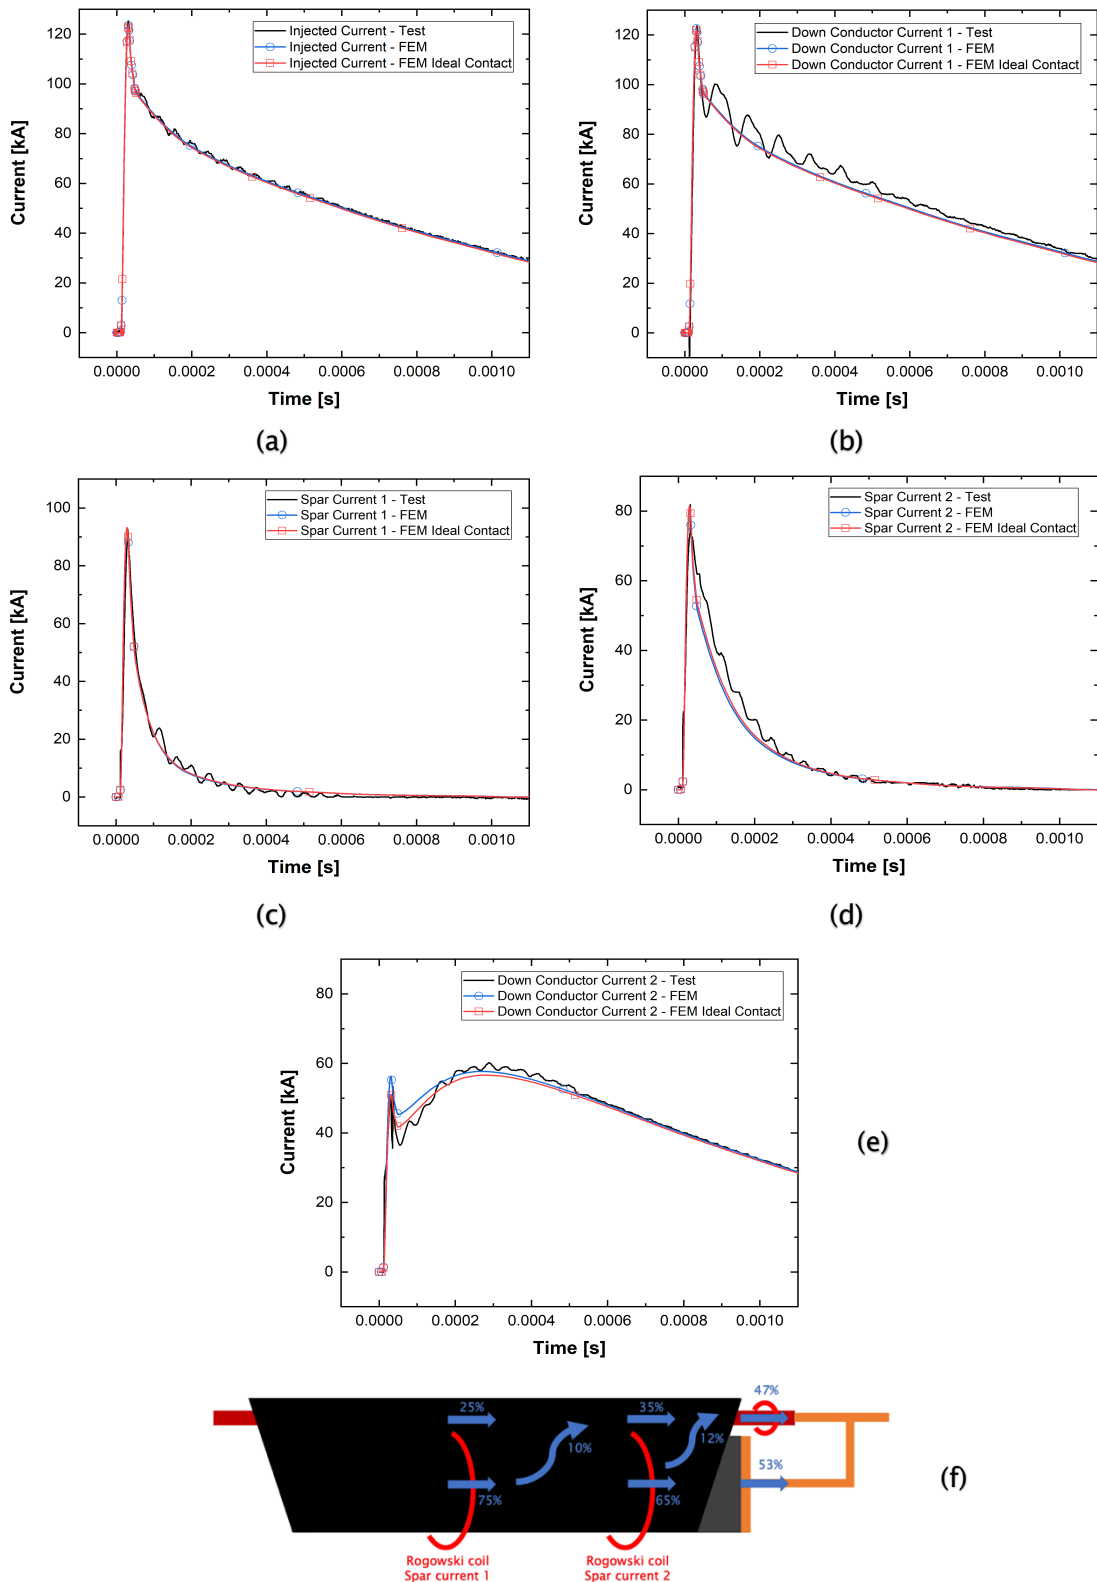 Injected Current - Test
Injected Current - FEM
Injected Current - FEM Ideal Contact
Current [kA]
120
100
80
60
40
20
0
0.0000 0.0002 0.0004 0.0006 0.0008 0.0010
Time [s]
(a)
Down Conductor Current 1 - Test
Down Conductor Current 1 - FEM
Down Conductor Current 1 - FEM Ideal Contact
Current [kA]
120
100
80
60
40
20
0
0.0000 0.0002 0.0004 0.0006 0.0008 0.0010
Time [s]
(b)
Spar Current 1 - Test
Spar Current 1 - FEM
Spar Current 1 - FEM Ideal Contact
Current [kA]
100
80
60
40
20
0
0.0000 0.0002 0.0004 0.0006 0.0008 0.0010
Time [s]
(c)
Spar Current 2 - Test
Spar Current 2 - FEM
Spar Current 2 - FEM Ideal Contact
Current [kA]
80
60
40
20
0
0.0000 0.0002 0.0004 0.0006 0.0008 0.0010
Time [s]
(d)
Down Conductor Current 2 - Test
Down Conductor Current 2 - FEM
Down Conductor Current 2 - FEM Ideal Contact
Current [kA]
80
60
40
20
0
0.0000 0.0002 0.0004 0.0006 0.0008 0.0010
Time [s]
(e)
47%
25% 35%
10% 12%
53%
75% 65%
(f)
Rogowski coil
Spar current 1
Rogowski coil
Spar current 2